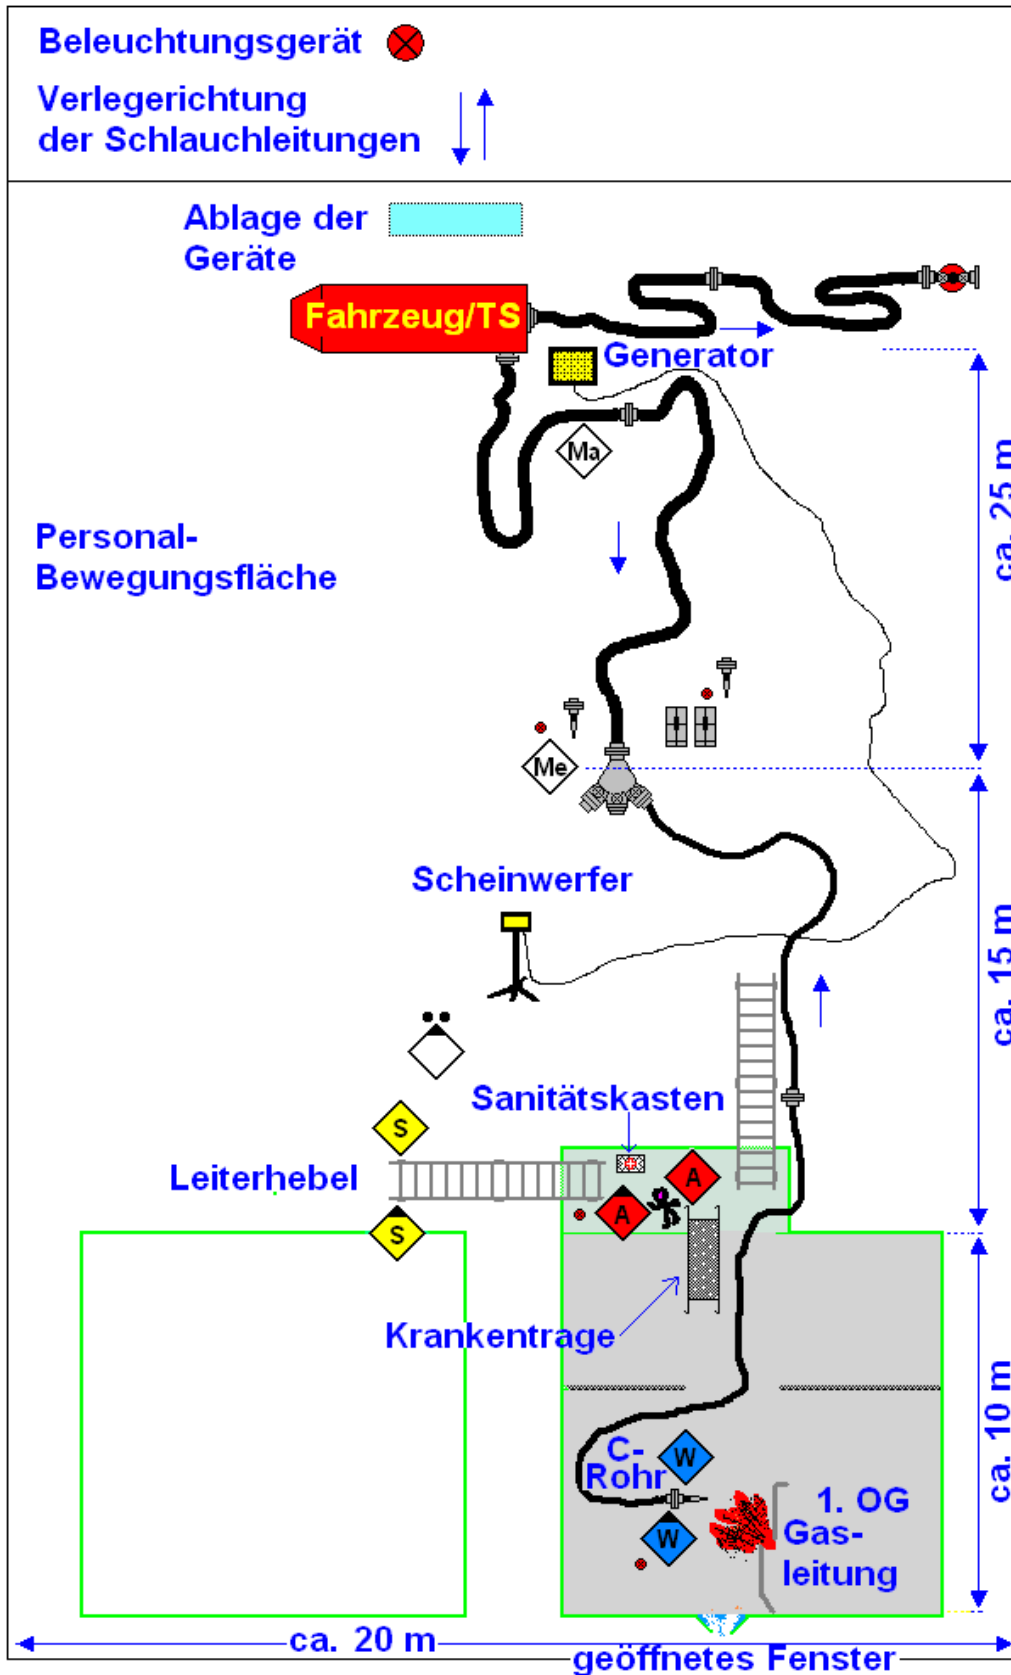 Beleuchtungsgerät
Verlegerichtung
der Schlauchleitungen
Ablage der
Geräte
Fahrzeug/TS
Generator
Ma
ca. 25 m
Personal-
Bewegungsfläche
Me
Scheinwerfer
ca. 15 m
Sanitätskasten
S
Leiterhebel
A
A
S
Krankentrage
ca. 10 m
C-
Rohr
W
1. OG
Gas-
leitung
W
ca. 20 m
geöffnetes Fenster